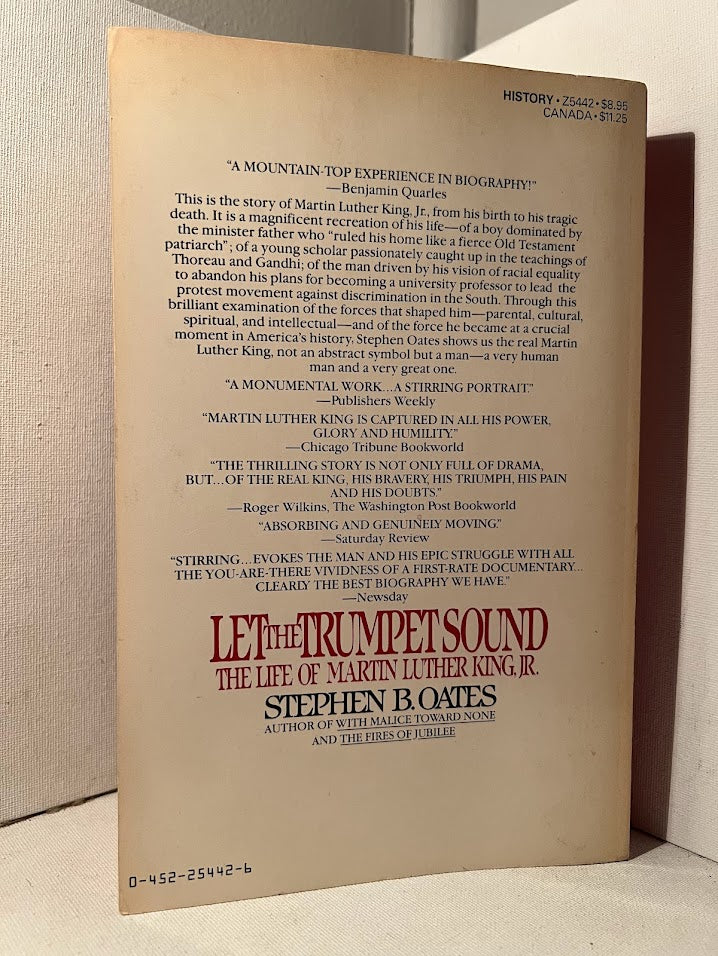 HISTORY • Z5442 • $8.95
CANADA • $11.25
“A MOUNTAIN-TOP EXPERIENCE IN BIOGRAPHY!”
—Benjamin Quarles
This is the story of Martin Luther King, Jr., from his birth to his tragic
death. It is a magnificent recreation of his life—of a boy dominated by
the minister father who “ruled his home like a fierce Old Testament
patriarch”; of a young scholar passionately caught up in the teachings of
Thoreau and Gandhi; of the man driven by his vision of racial equality
to abandon his plans for becoming a university professor to lead the
protest movement against discrimination in the South. Through this
brilliant examination of the forces that shaped him—parental, cultural,
spiritual, and intellectual—and of the force he became at a crucial
moment in America's history, Stephen Oates shows us the real Martin
Luther King, not an abstract symbol but a man—a very human
man and a very great one.
“A MONUMENTAL WORK...A STIRRING PORTRAIT.”
—Publishers Weekly
“MARTIN LUTHER KING IS CAPTURED IN ALL HIS POWER,
GLORY AND HUMILITY.”
—Chicago Tribune Bookworld
“THE THRILLING STORY IS NOT ONLY FULL OF DRAMA,
BUT...OF THE REAL KING, HIS BRAVERY, HIS TRIUMPH, HIS PAIN
AND HIS DOUBTS.”
—Roger Wilkins, The Washington Post Bookworld
“ABSORBING AND GENUINELY MOVING.”
—Saturday Review
“STIRRING...EVOKES THE MAN AND HIS EPIC STRUGGLE WITH ALL
THE YOU-ARE-THERE VIVIDNESS OF A FIRST-RATE DOCUMENTARY...
CLEARLY THE BEST BIOGRAPHY WE HAVE.”
—Newsday
LET THE TRUMPET SOUND
THE LIFE OF MARTIN LUTHER KING, JR.
STEPHEN B. OATES
AUTHOR OF WITH MALICE TOWARD NONE
AND THE FIRES OF JUBILEE
0-452-25442-6